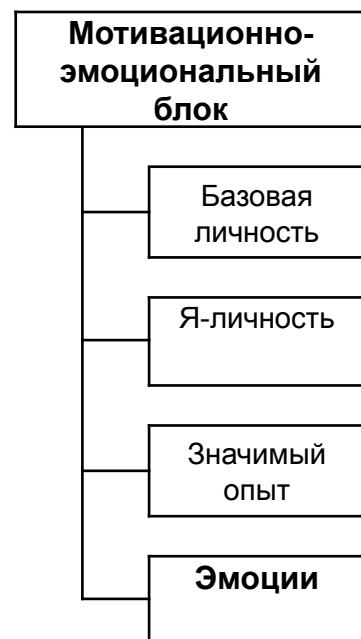 Мотивационно-
эмоциональный
блок
Базовая
личность
Я-личность
Значимый
опыт
Эмоции